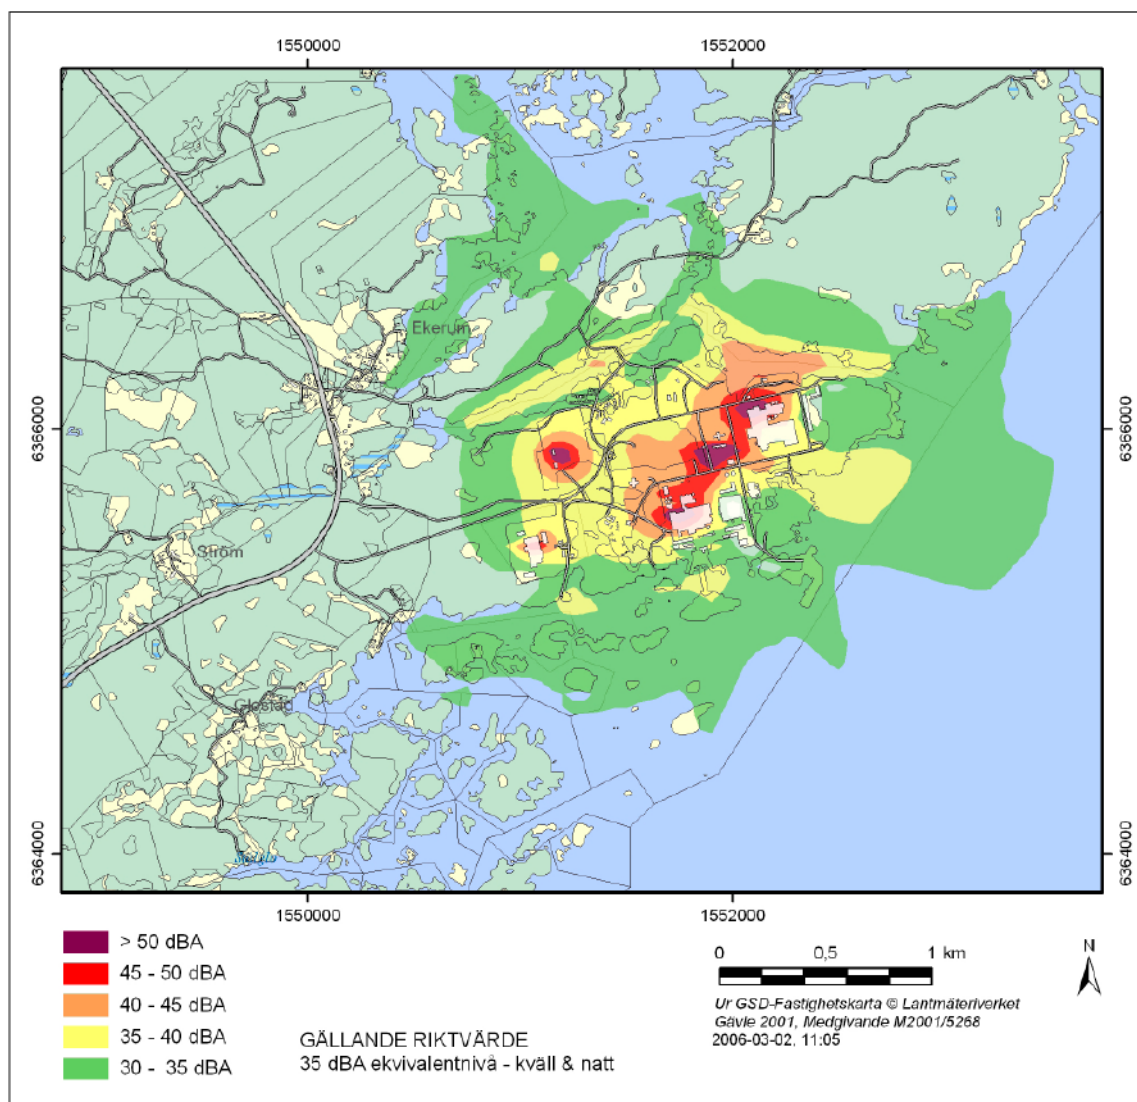 1550000
1552000
Ekerum
6366000
6366000
Ström
Glostad
6364000
6364000
1550000
1552000
> 50 dBA
45 - 50 dBA
40 - 45 dBA
35 - 40 dBA
30 - 35 dBA
GÄLLANDE RIKTVÄRDE
35 dBA ekvivalentnivå - kväll & natt
0
0,5
1 km
N
Ur GSD-Fastighetskarta © Lantmäteriverket
Gävle 2001, Medgivande M2001/5268
2006-03-02, 11:05